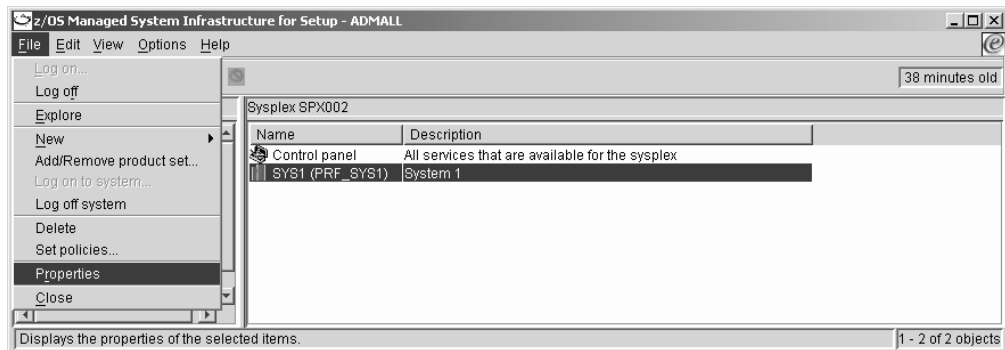 z/OS Managed System Infrastructure for Setup - ADMALL
File Edit View Options Help
Log on...
Log off
Explore
New
Add/Remove product set...
Log on to system...
Log off system
Delete
Set policies...
Properties
Close
38 minutes old
Sysplex SPX002
Name Description
Control panel All services that are available for the sysplex
SYS1 (PRF_SYS1) System 1
Displays the properties of the selected items.
1 - 2 of 2 objects